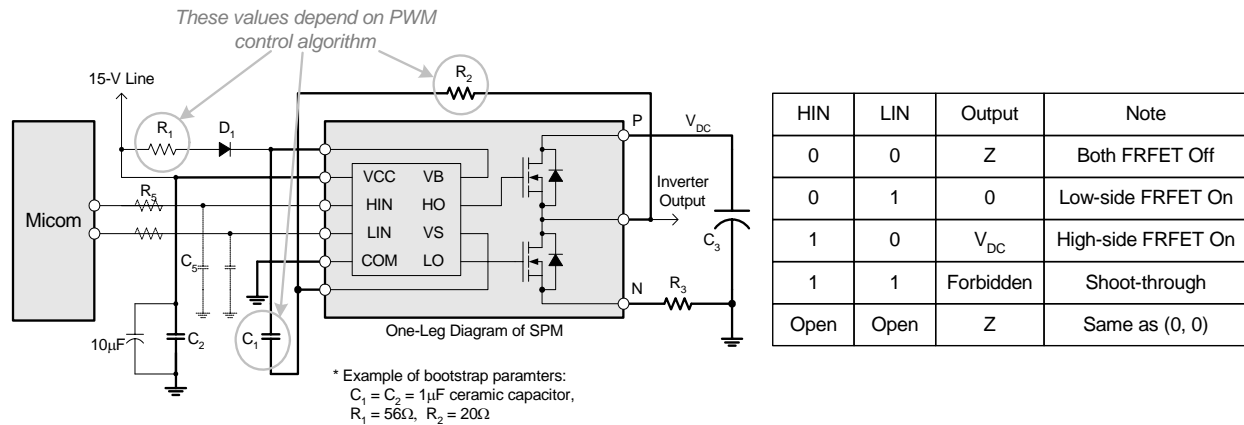 These values depend on PWM
control algorithm
R2
15-V Line
R1
D1
P
VDC
VCC
VB
R5
HIN
HO
Inverter
Output
Micom
LIN
VS
C3
C5
COM
LO
N
R3
One-Leg Diagram of SPM
10μF
C2
C1
* Example of bootstrap paramters:
C1 = C2 = 1μF ceramic capacitor,
R1 = 56Ω, R2 = 20Ω
HIN LIN Output Note
0 0 Z Both FRFET Off
0 1 0 Low-side FRFET On
1 0 VDC High-side FRFET On
1 1 Forbidden Shoot-through
Open Open Z Same as (0, 0)